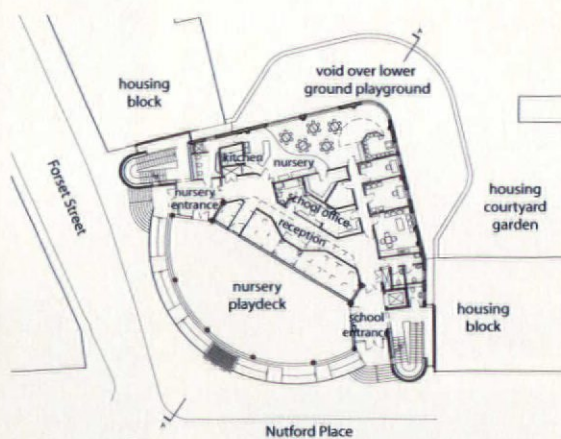 housing
block
void over lower
ground playground
Forset Street
kitchen
nursery
nursery
entrance
school office
reception
housing
courtyard
garden
nursery
playdeck
school
entrance
housing
block
Nutford Place